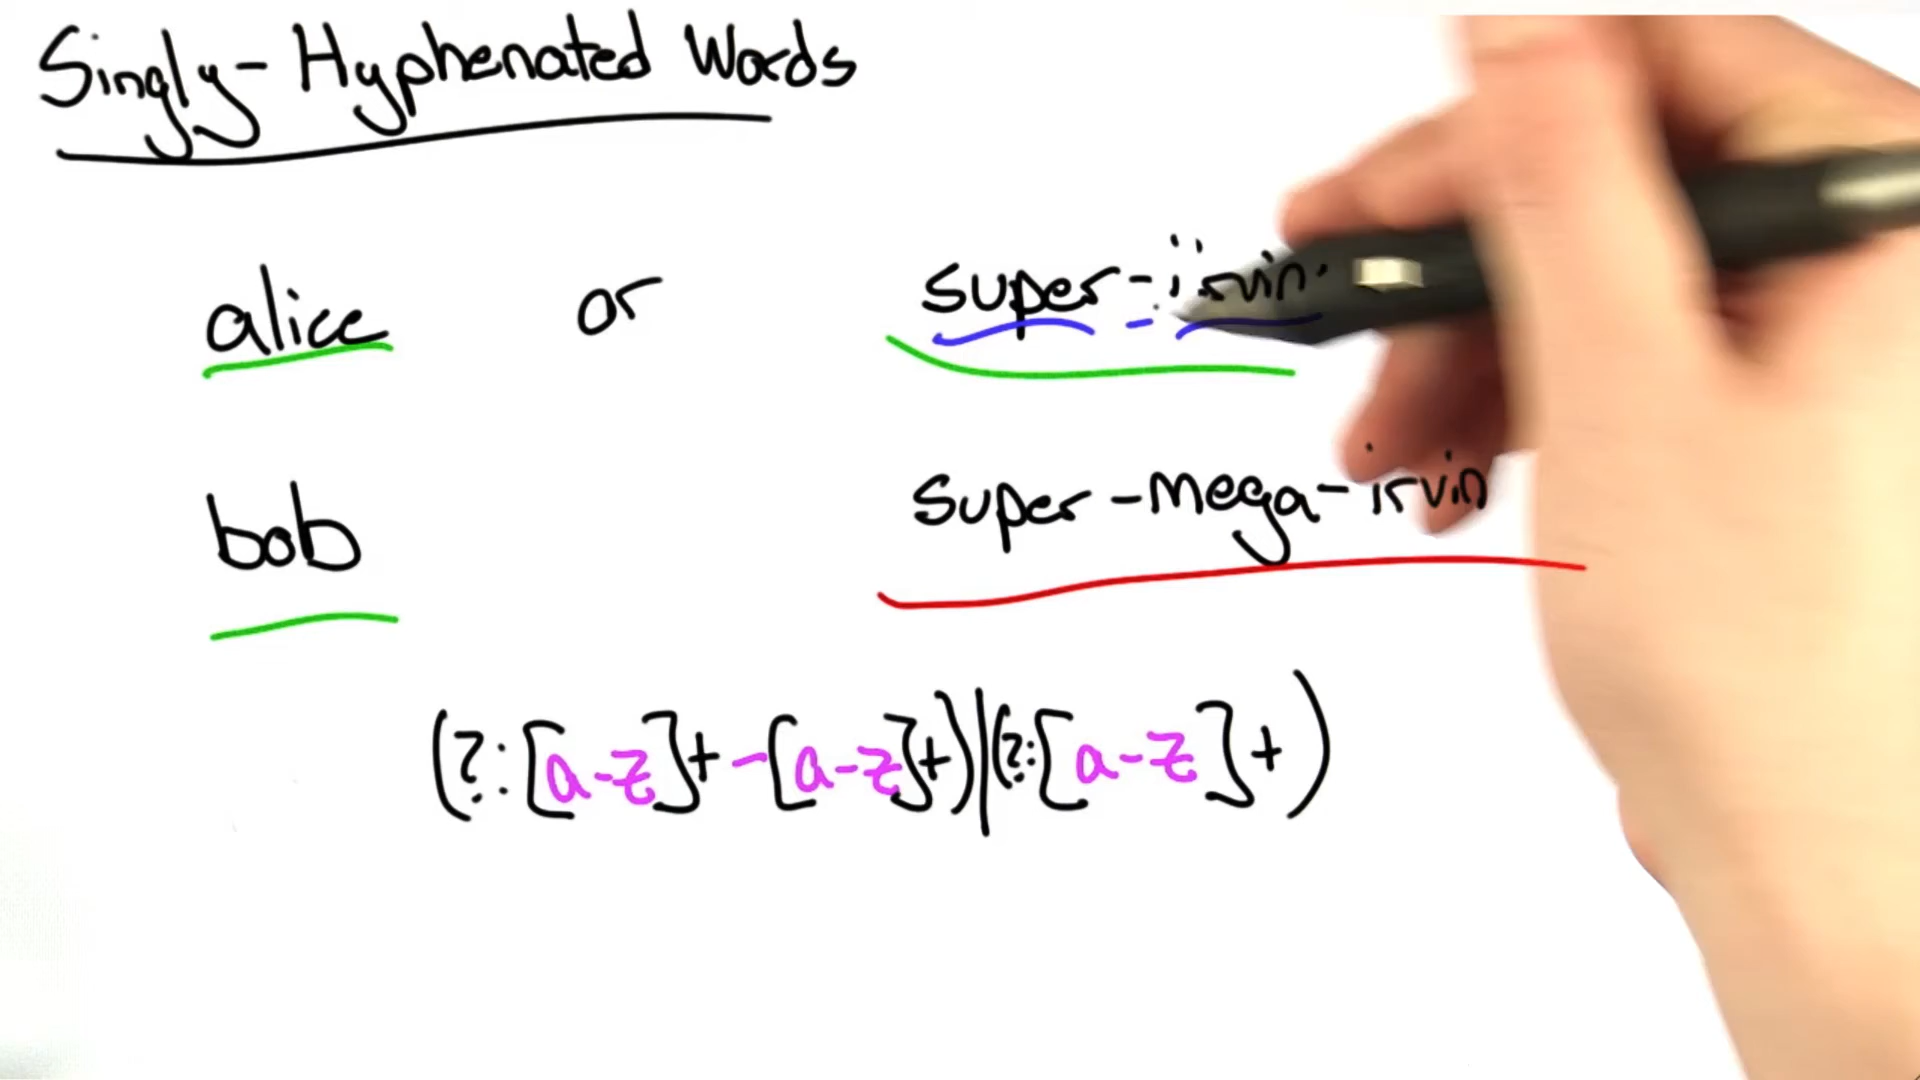 Singly-Hyphenated Words
alice or super-irvin
bob super-mega-irvin
(?:[a-z]+-[a-z]+)|(?:[a-z]+)